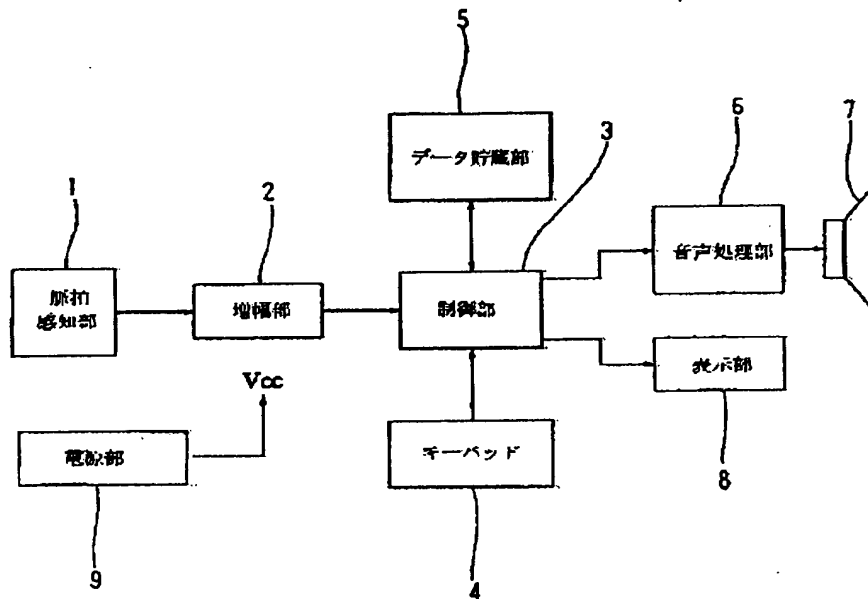 5
データ貯蔵部
3
6
7
1
2
音声処理部
脈拍
感知部
増幅部
制御部
表示部
Vcc
電源部
キーパッド
8
9
4